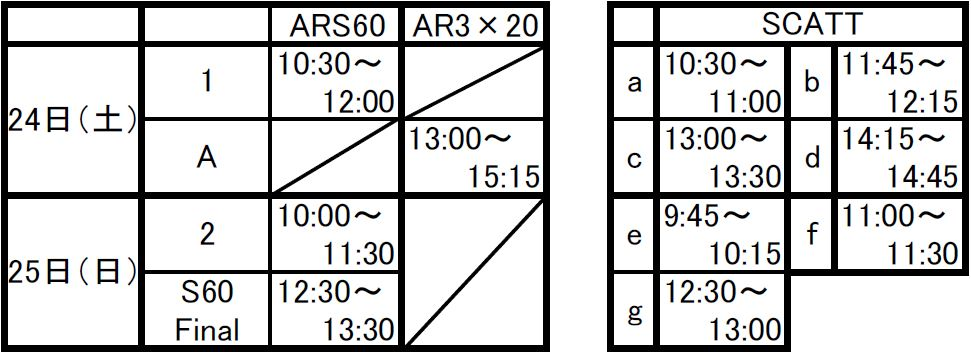 ARS60 AR3×20
24日(土) 1 10:30～
12:00
A 13:00～
15:15
25日(日) 2 10:00～
11:30
S60
Final
12:30～
13:30
SCATT
a 10:30～
11:00
b 11:45～
12:15
c 13:00～
13:30
d 14:15～
14:45
e 9:45～
10:15
f 11:00～
11:30
g 12:30～
13:00